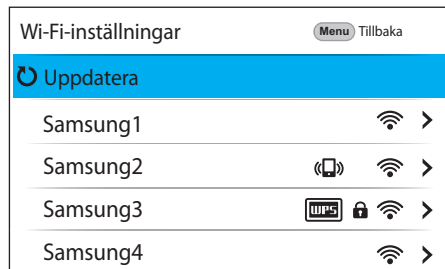 Wi-Fi-inställningar Menu Tillbaka
Uppdatera
Samsung1
Samsung2
Samsung3 WPS
Samsung4